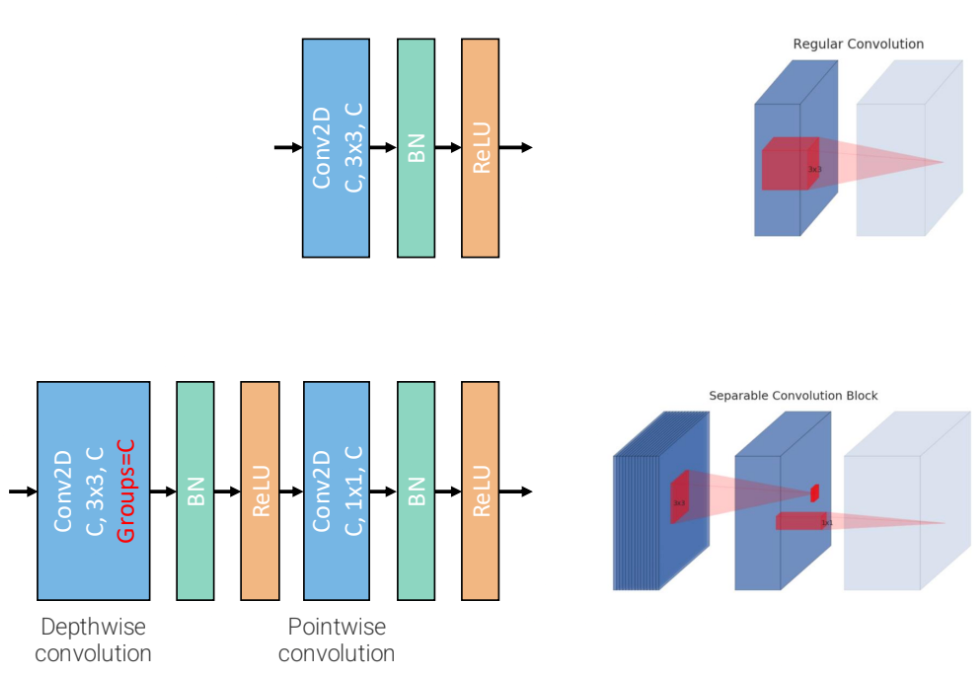 Conv2D
C, 3x3, C
BN
ReLU
Regular Convolution
3x3
Conv2D
C, 3x3, C
Groups=C
BN
ReLU
Conv2D
C, 1x1, C
BN
ReLU
Depthwise
convolution
Pointwise
convolution
Separable Convolution Block
3x3
1x1